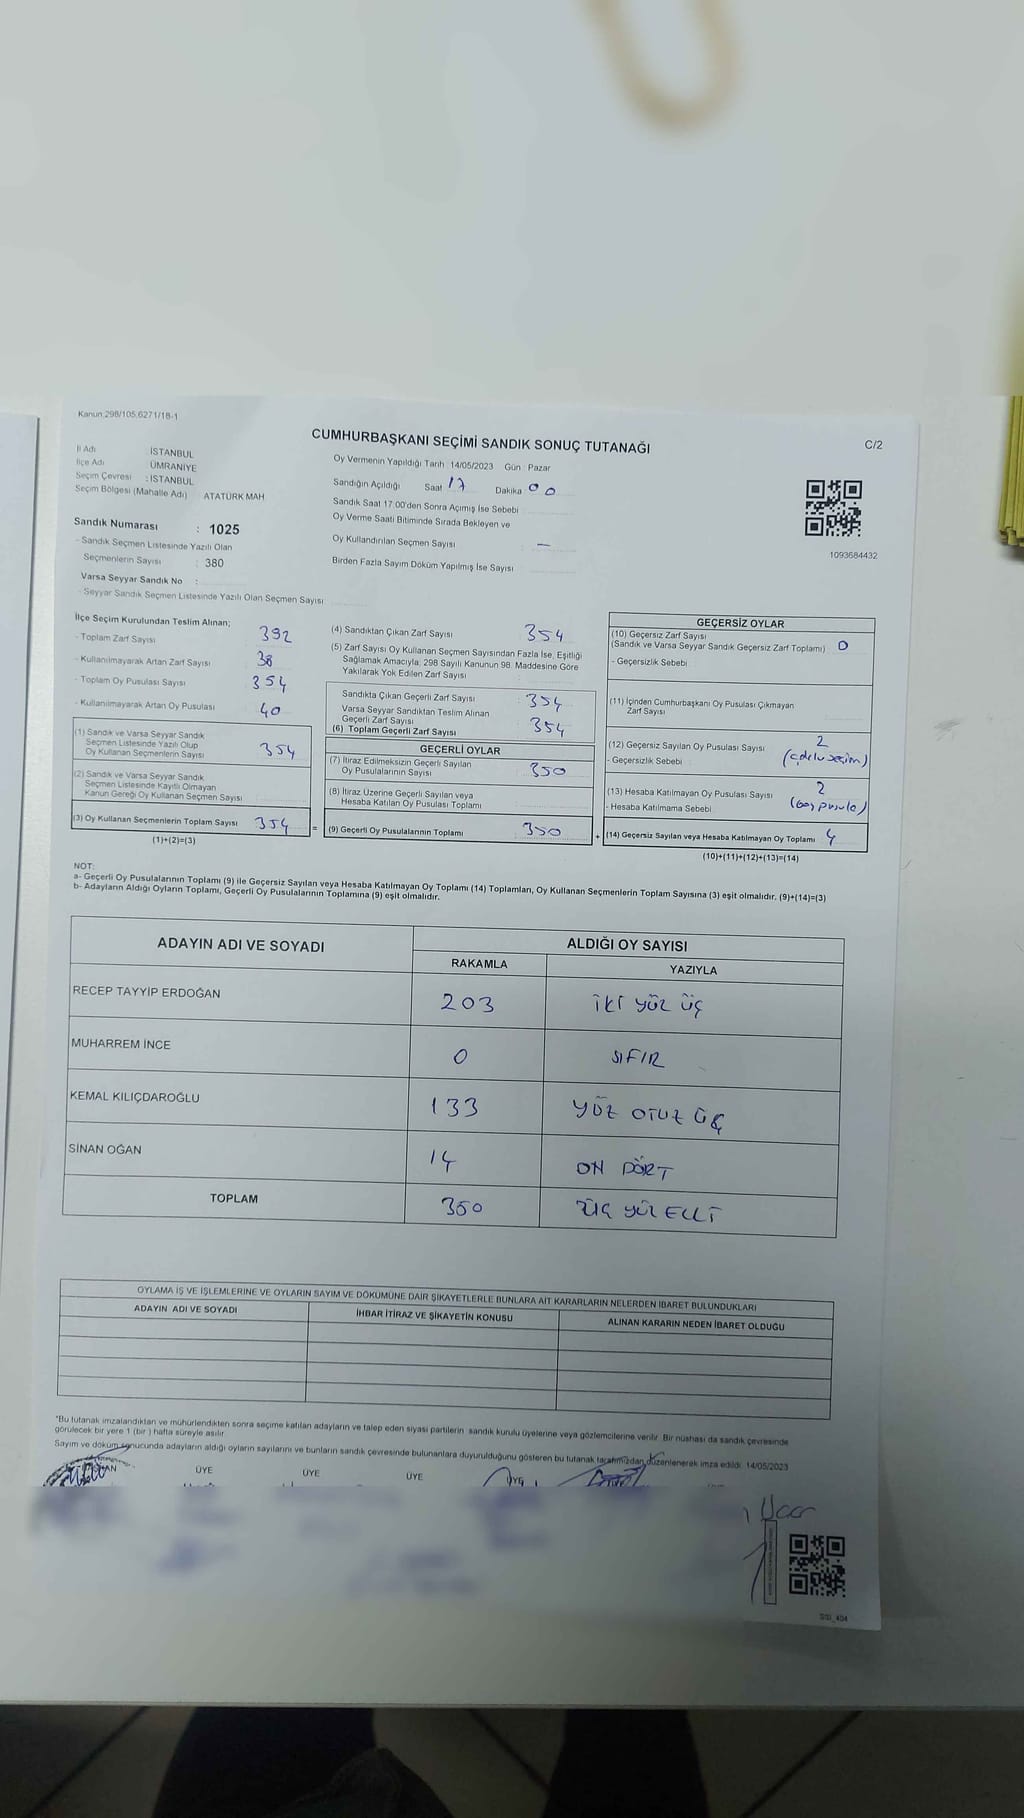 Kanun:298/105,6271/18-1
CUMHURBAŞKANI SEÇİMİ SANDIK SONUÇ TUTANAĞI
C/2
İl Adı : İSTANBUL
İlçe Adı : ÜMRANİYE
Seçim Çevresi : İSTANBUL
Seçim Bölgesi (Mahalle Adı) ATATÜRK MAH
Sandık Numarası : 1025
- Sandık Seçmen Listesinde Yazılı Olan
Seçmenlerin Sayısı : 380
Varsa Seyyar Sandık No :
- Seyyar Sandık Seçmen Listesinde Yazılı Olan Seçmen Sayısı
Oy Vermenin Yapıldığı Tarih 14/05/2023 Gün : Pazar
Sandığın Açıldığı Saat 17 Dakika 00
Sandık Saat 17:00'den Sonra Açımış İse Sebebi
Oy Verme Saati Bitiminde Sırada Bekleyen ve
Oy Kullandırılan Seçmen Sayısı : —
Birden Fazla Sayım Döküm Yapılmış İse Sayısı
1093684432
İlçe Seçim Kurulundan Teslim Alınan;
- Toplam Zarf Sayısı 392
- Kullanılmayarak Artan Zarf Sayısı 38
- Toplam Oy Pusulası Sayısı 354
- Kullanılmayarak Artan Oy Pusulası 40
(1) Sandık ve Varsa Seyyar Sandık
Seçmen Listesinde Yazılı Olup
Oy Kullanan Seçmenlerin Sayısı 354
(2) Sandık ve Varsa Seyyar Sandık
Seçmen Listesinde Kayıtlı Olmayan
Kanun Gereği Oy Kullanan Seçmen Sayısı
(3) Oy Kullanan Seçmenlerin Toplam Sayısı 354
(1)+(2)=(3)
(4) Sandıktan Çıkan Zarf Sayısı 354
(5) Zarf Sayısı Oy Kullanan Seçmen Sayısından Fazla İse, Eşitliği
Sağlamak Amacıyla, 298 Sayılı Kanunun 98. Maddesine Göre
Yakılarak Yok Edilen Zarf Sayısı
Sandıkta Çıkan Geçerli Zarf Sayısı : 354
Varsa Seyyar Sandıktan Teslim Alınan
Geçerli Zarf Sayısı
(6) Toplam Geçerli Zarf Sayısı 354
GEÇERLİ OYLAR
(7) İtiraz Edilmeksizin Geçerli Sayılan
Oy Pusulalarının Sayısı 350
(8) İtiraz Üzerine Geçerli Sayılan veya
Hesaba Katılan Oy Pusulası Toplamı
= (9) Geçerli Oy Pusulalarının Toplamı 350 +
GEÇERSİZ OYLAR
(10) Geçersiz Zarf Sayısı
(Sandık ve Varsa Seyyar Sandık Geçersiz Zarf Toplamı) 0
- Geçersizlik Sebebi
(11) İçinden Cumhurbaşkanı Oy Pusulası Çıkmayan
Zarf Sayısı
(12) Geçersiz Sayılan Oy Pusulası Sayısı 2
- Geçersizlik Sebebi
(13) Hesaba Katılmayan Oy Pusulası Sayısı 2
- Hesaba Katılmama Sebebi (boş pusula)
(14) Geçersiz Sayılan veya Hesaba Katılmayan Oy Toplamı 4
(10)+(11)+(12)+(13)=(14)
NOT:
a- Geçerli Oy Pusulalarının Toplamı (9) ile Geçersiz Sayılan veya Hesaba Katılmayan Oy Toplamı (14) Toplamları, Oy Kullanan Seçmenlerin Toplam Sayısına (3) eşit olmalıdır. (9)+(14)=(3)
b- Adayların Aldığı Oyların Toplamı, Geçerli Oy Pusulalarının Toplamına (9) eşit olmalıdır.
ADAYIN ADI VE SOYADI ALDIĞI OY SAYISI
RAKAMLA YAZIYLA
RECEP TAYYİP ERDOĞAN 203 İKİ YÜZ ÜÇ
MUHARREM İNCE 0 SIFIR
KEMAL KILIÇDAROĞLU 133 YÜZ OTUZ ÜÇ
SİNAN OĞAN 14 ON DÖRT
TOPLAM 350 ÜÇ YÜZ ELLİ
OYLAMA İŞ VE İŞLEMLERİNE VE OYLARIN SAYIM VE DÖKÜMÜNE DAİR ŞİKAYETLERLE BUNLARA AİT KARARLARIN NELERDEN İBARET BULUNDUKLARI
ADAYIN ADI VE SOYADI İHBAR İTİRAZ VE ŞİKAYETİN KONUSU ALINAN KARARIN NEDEN İBARET OLDUĞU
*Bu tutanak imzalandıktan ve mühürlendikten sonra seçime katılan adayların ve talep eden siyasi partilerin sandık kurulu üyelerine veya gözlemcilerine verilir. Bir nüshası da sandık çevresinde
görülecek bir yere 1 (bir ) hafta süreyle asılır.
Sayım ve döküm sonucunda adayların aldığı oyların sayılarını ve bunların sandık çevresinde bulunanlara duyurulduğunu gösteren bu tutanak tarafımızdan düzenlenerek imza edildi. 14/05/2023
ÜYE ÜYE ÜYE ÜYE